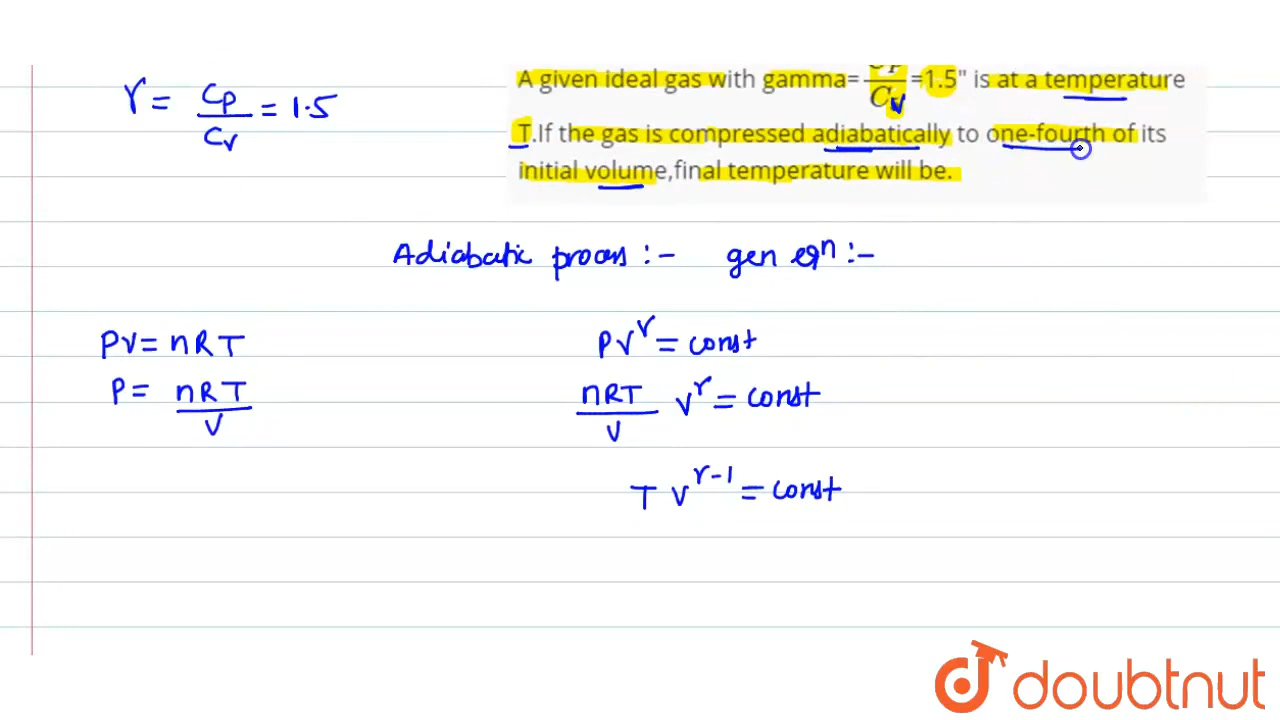 γ = Cp/Cv = 1.5
A given ideal gas with gamma= Cp/Cv =1.5" is at a temperature
T.If the gas is compressed adiabatically to one-fourth of its
initial volume,final temperature will be.
Adiabatic process :- gen eqn :-
PV = nRT
P = nRT/V
PV^γ = const
nRT/V V^γ = const
T V^γ-1 = const
doubtnut